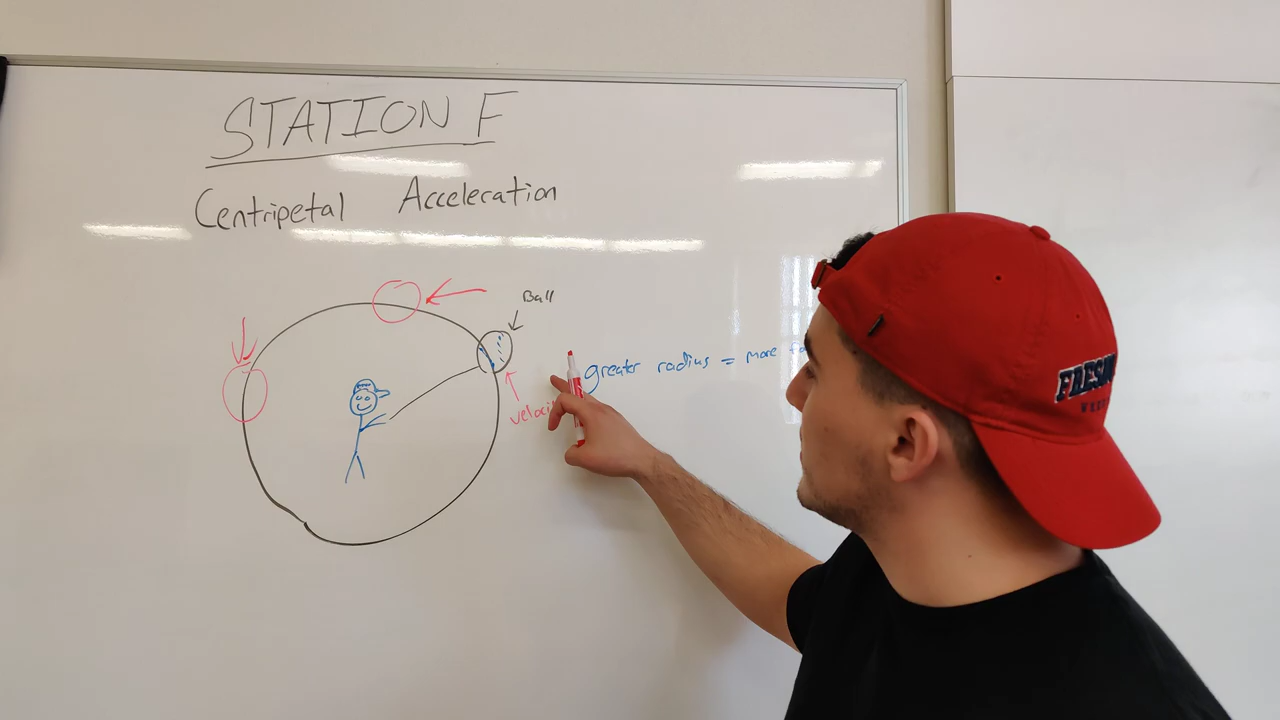 STATION F
Centripetal Acceleration
Ball
greater radius = more